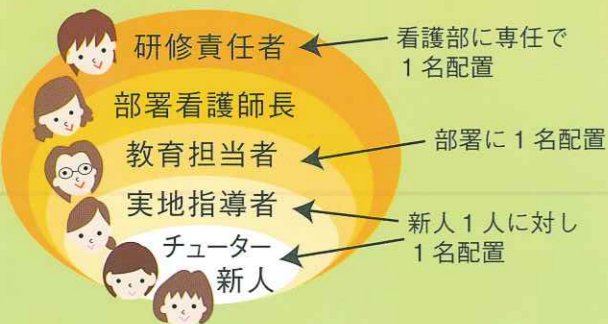 研修責任者
看護部に専任で
1名配置
部署看護師長
教育担当者
部署に1名配置
実地指導者
新人1人に対し
1名配置
チューター
新人